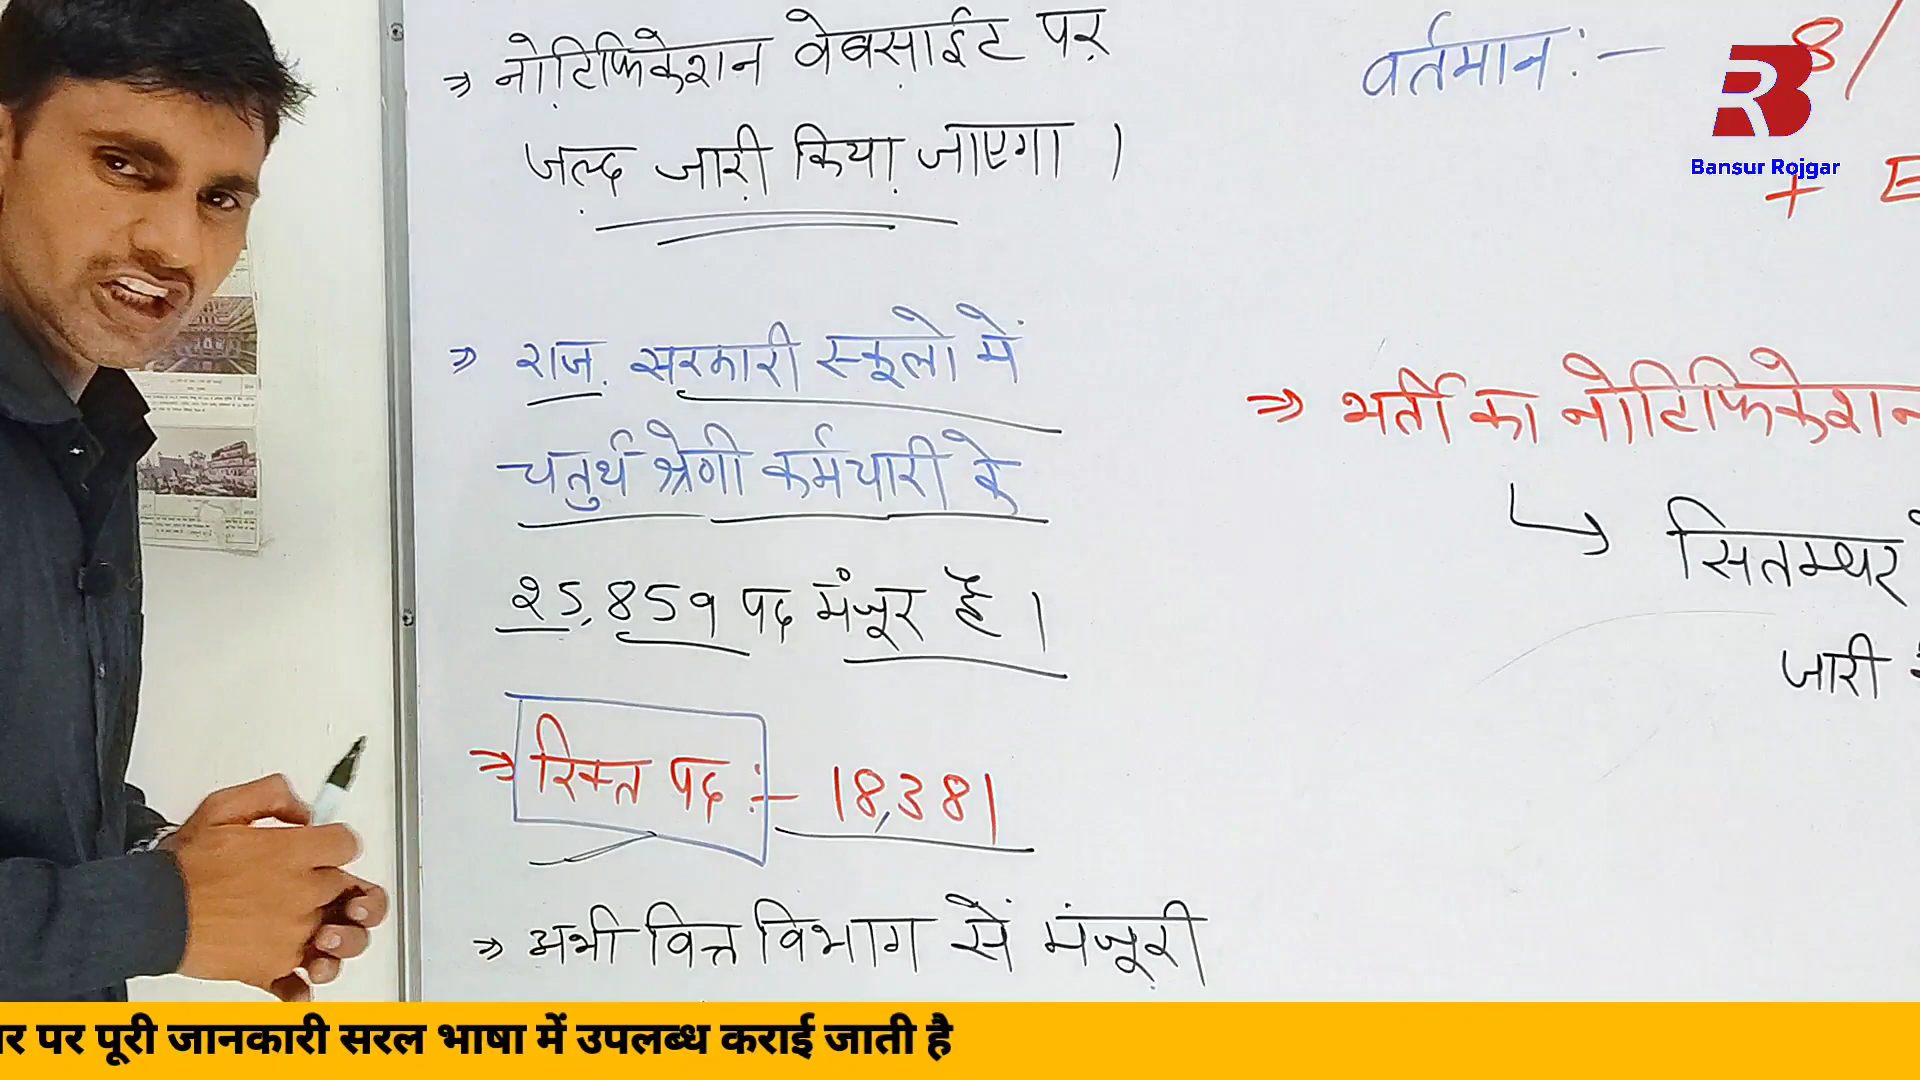 ⇒ नोटिफिकेशन वेबसाईट पर
जल्द जारी किया जाएगा ।
⇒ राज. सरकारी स्कूलो में
चतुर्थ श्रेणी कर्मचारी के
25,859 पद मंजूर है ।
⇒ रिक्त पद :- 18,381
⇒ अभी वित्त विभाग सें मंजूरी
वर्तमान :- 8/
+ E
⇒ भर्ती का नोटिफिकेशन
सितम्बर
जारी
Bansur Rojgar
पर पूरी जानकारी सरल भाषा में उपलब्ध कराई जाती है